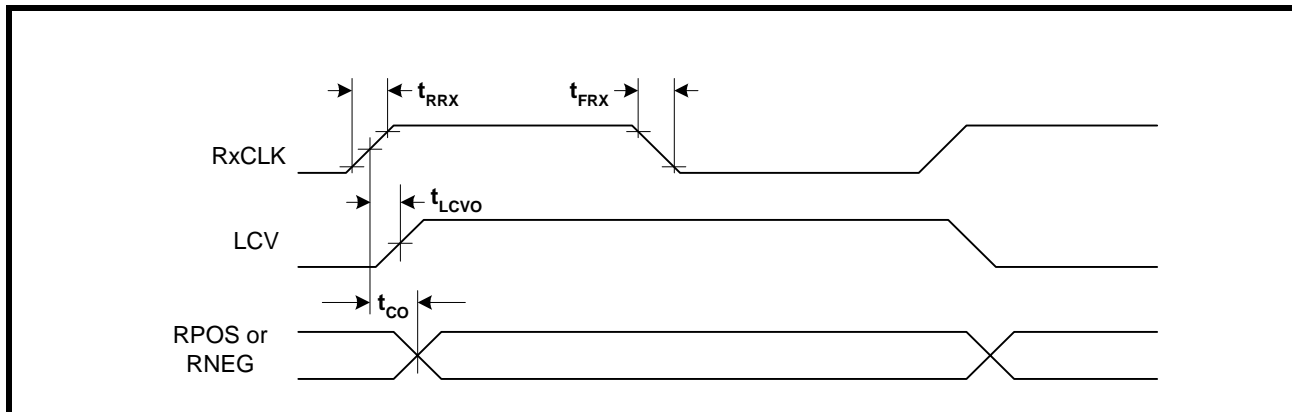 tRRX
tFRX
RxCLK
tLCVO
LCV
tCO
RPOS or
RNEG